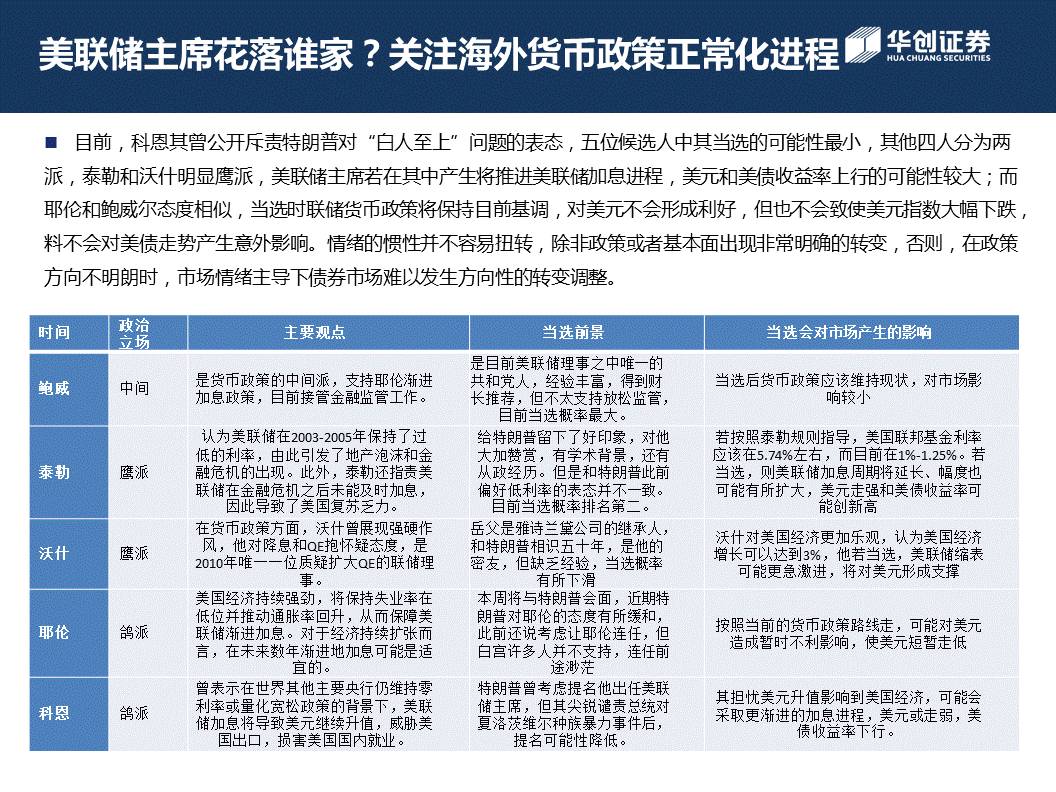 美联储主席花落谁家？关注海外货币政策正常化进程
华创证券
HUA CHUANG SECURITIES
■ 目前，科恩其曾公开斥责特朗普对“白人至上”问题的表态，五位候选人中其当选的可能性最小，其他四人分为两
派，泰勒和沃什明显鹰派，美联储主席若在其中产生将推进美联储加息进程，美元和美债收益率上行的可能性较大；而
耶伦和鲍威尔态度相似，当选时联储货币政策将保持目前基调，对美元不会形成利好，但也不会致使美元指数大幅下跌，
料不会对美债走势产生意外影响。情绪的惯性并不容易扭转，除非政策或者基本面出现非常明确的转变，否则，在政策
方向不明朗时，市场情绪主导下债券市场难以发生方向性的转变调整。
时间
政治
立场
主要观点
当选前景
当选会对市场产生的影响
鲍威
中间
是货币政策的中间派，支持耶伦渐进
加息政策，目前接管金融监管工作。
是目前美联储理事之中唯一的
共和党人，经验丰富，得到财
长推荐，但不太支持放松监管，
目前当选概率最大。
当选后货币政策应该维持现状，对市场影
响较小
泰勒
鹰派
认为美联储在2003-2005年保持了过
低的利率，由此引发了地产泡沫和金
融危机的出现。此外，泰勒还指责美
联储在金融危机之后未能及时加息，
因此导致了美国复苏乏力。
给特朗普留下了好印象，对他
大加赞赏，有学术背景，还有
从政经历。但是和特朗普此前
偏好低利率的表态并不一致。
目前当选概率排名第二。
若按照泰勒规则指导，美国联邦基金利率
应该在5.74%左右，而目前在1%-1.25%。若
当选，则美联储加息周期将延长、幅度也
可能有所扩大，美元走强和美债收益率可
能创新高
沃什
鹰派
在货币政策方面，沃什曾展现强硬作
风，他对降息和QE抱怀疑态度，是
2010年唯一一位质疑扩大QE的联储理
事。
岳父是雅诗兰黛公司的继承人，
和特朗普相识五十年，是他的
密友，但缺乏经验，当选概率
有所下滑
沃什对美国经济更加乐观，认为美国经济
增长可以达到3%，他若当选，美联储缩表
可能更急激进，将对美元形成支撑
耶伦
鸽派
美国经济持续强劲，将保持失业率在
低位并推动通胀率回升，从而保障美
联储渐进加息。对于经济持续扩张而
言，在未来数年渐进地加息可能是适
宜的。
本周将与特朗普会面，近期特
朗普对耶伦的态度有所缓和，
此前还说考虑让耶伦连任，但
白宫许多人并不支持，连任前
途渺茫
按照当前的货币政策路线走，可能对美元
造成暂时不利影响，使美元短暂走低
科恩
鸽派
曾表示在世界其他主要央行仍维持零
利率或量化宽松政策的背景下，美联
储加息将导致美元继续升值，威胁美
国出口，损害美国国内就业。
特朗普曾考虑提名他出任美联
储主席，但其尖锐谴责总统对
夏洛茨维尔种族暴力事件后，
提名可能性降低。
其担忧美元升值影响到美国经济，可能会
采取更渐进的加息进程，美元或走弱，美
债收益率下行。